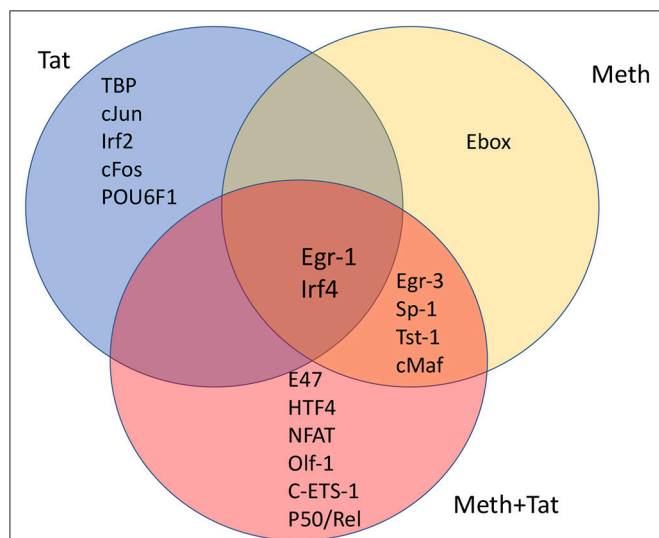 Tat
TBP
cJun
Irf2
cFos
POU6F1
Meth
Ebox
Egr-1
Irf4
Egr-3
Sp-1
Tst-1
cMaf
E47
HTF4
NFAT
Olf-1
C-ETS-1
P50/Rel
Meth+Tat